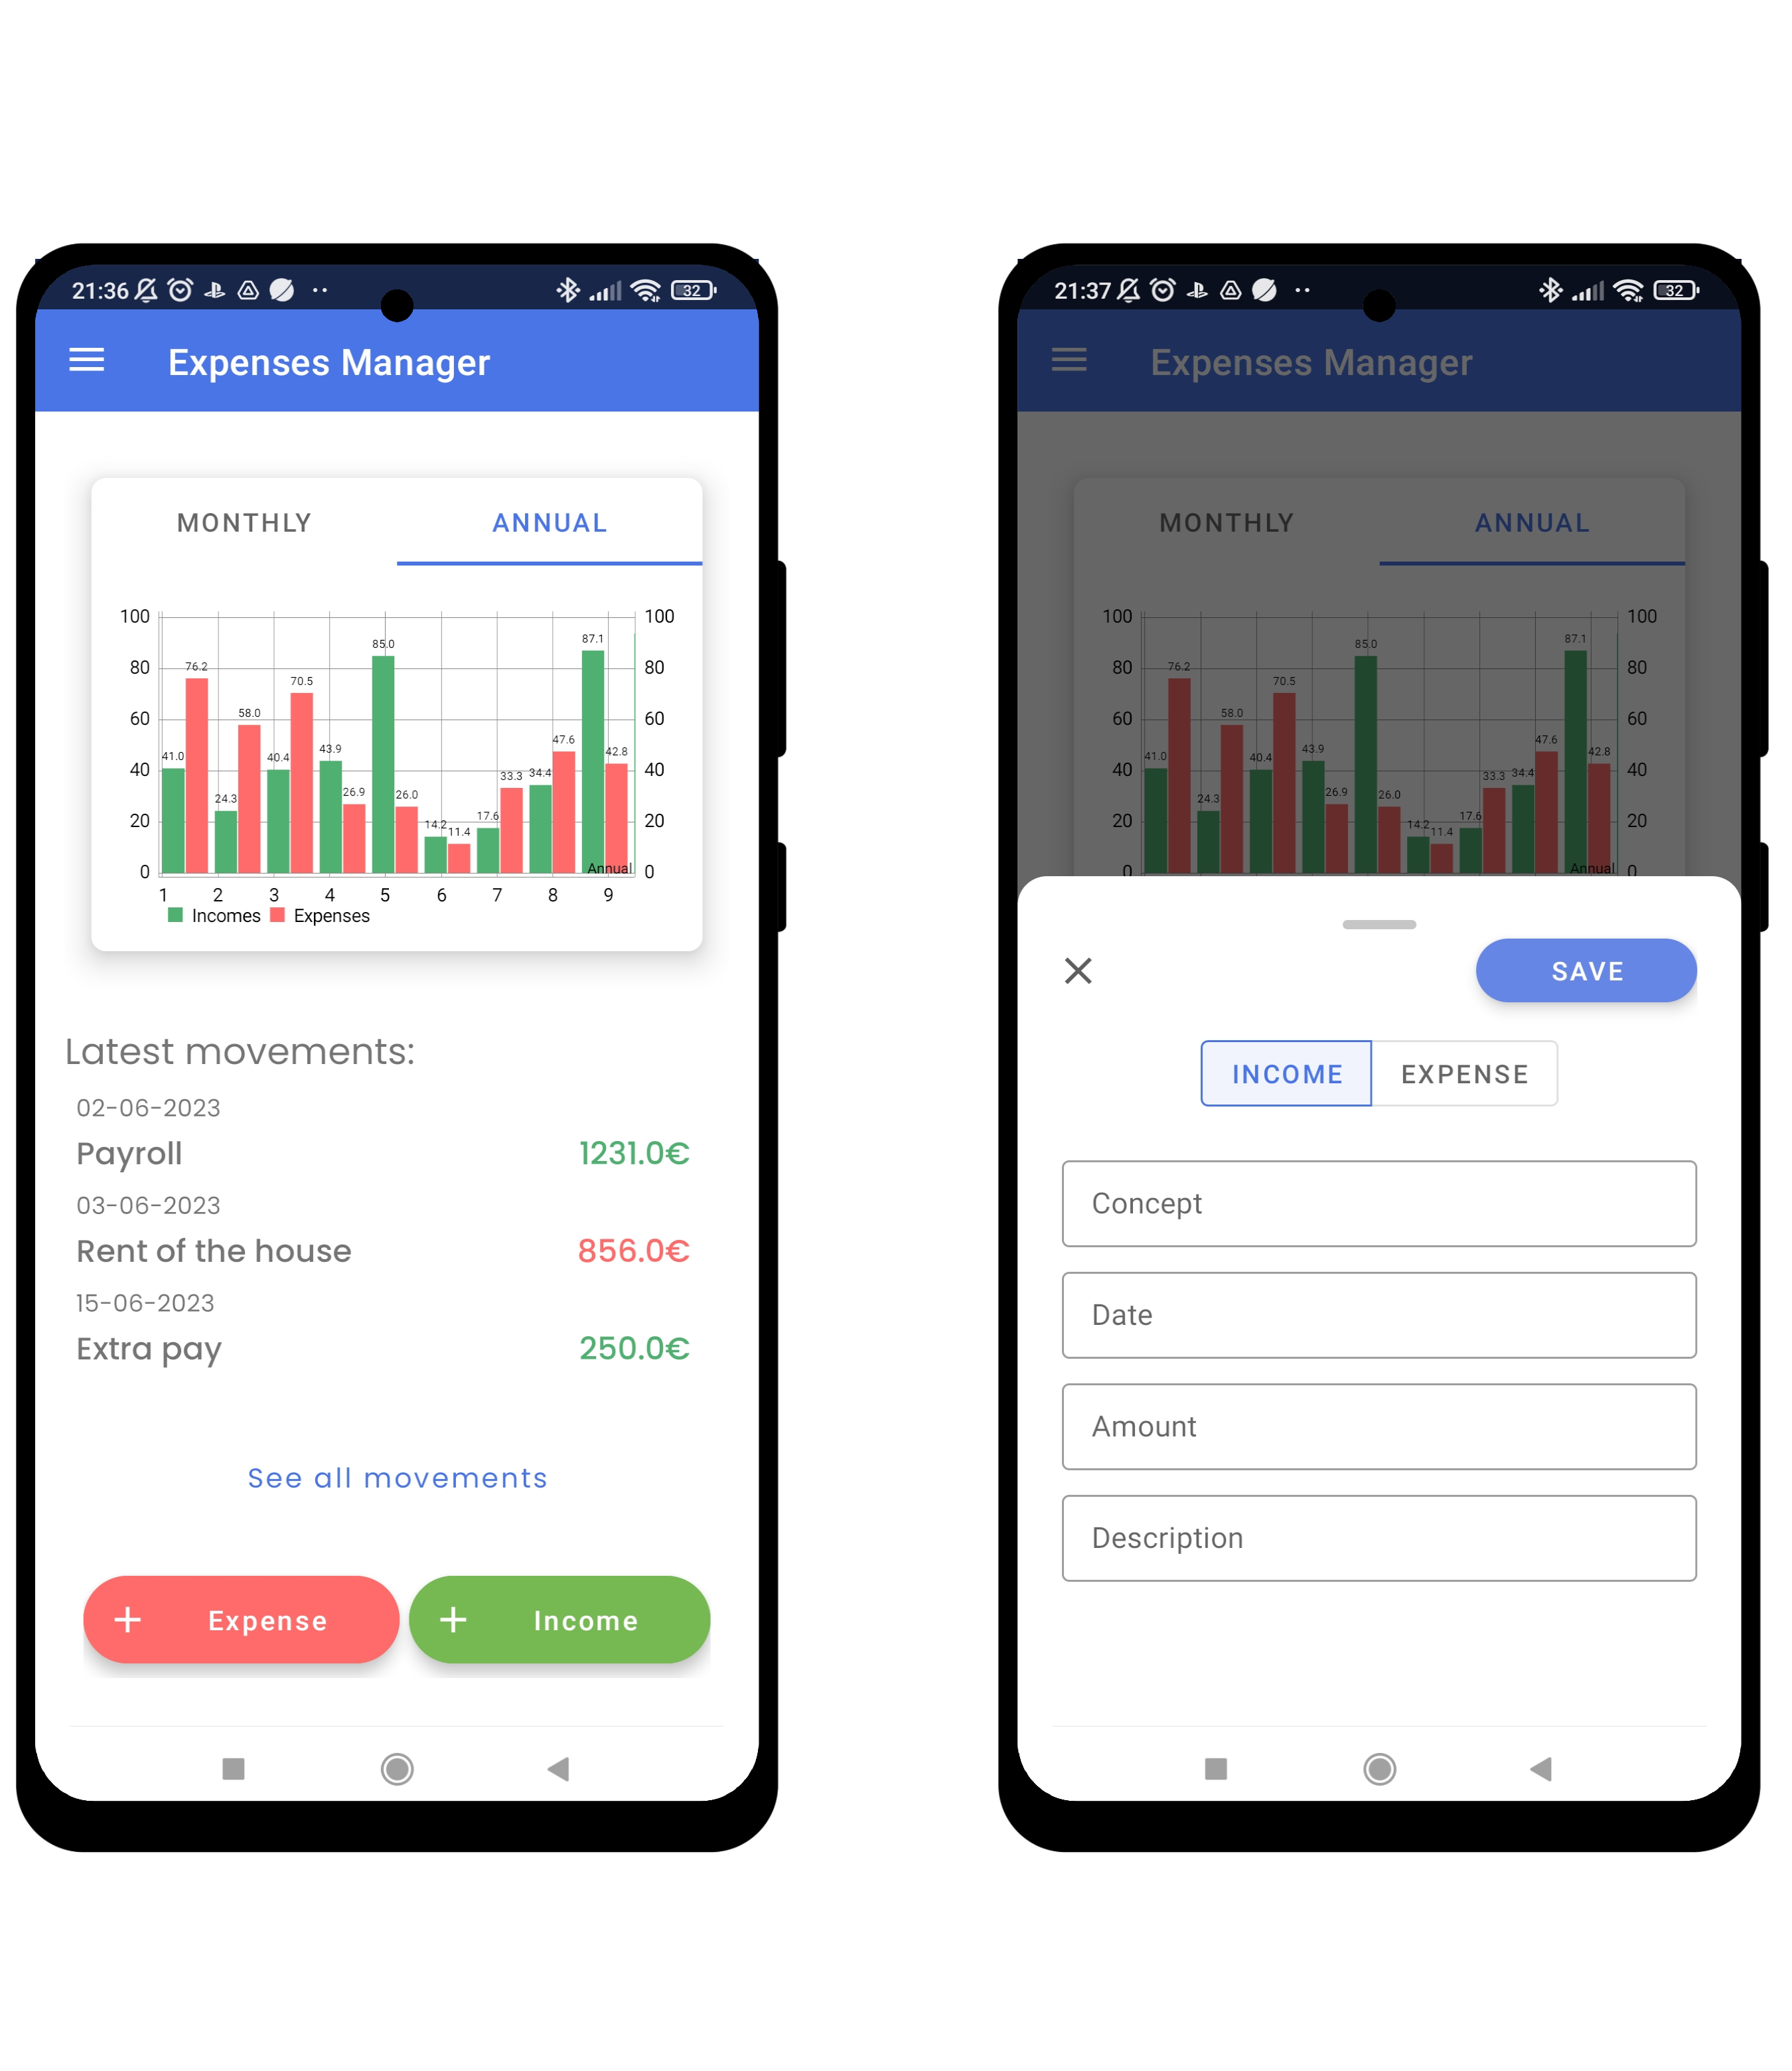 21:36
32
Expenses Manager
MONTHLY ANNUAL
100 100
87.1
85.0
80 80
76.2
70.5
60 60
58.0
47.6
43.9
41.0 40.4 42.8
40 40
33.3 34.4
26.9 26.0
24.3
20 20
14.2 11.4 17.6
Annual
0 0
1 2 3 4 5 6 7 8 9
Incomes Expenses
Latest movements:
02-06-2023
Payroll 1231.0€
03-06-2023
Rent of the house 856.0€
15-06-2023
Extra pay 250.0€
See all movements
+ Expense + Income
21:37
32
Expenses Manager
MONTHLY ANNUAL
100 100
87.1
85.0
80 80
76.2
70.5
60 60
58.0
47.6
43.9
41.0 40.4 42.8
40 40
33.3 34.4
26.9 26.0
24.3
20 20
14.2 11.4 17.6
Annual
0 0
SAVE
INCOME EXPENSE
Concept
Date
Amount
Description